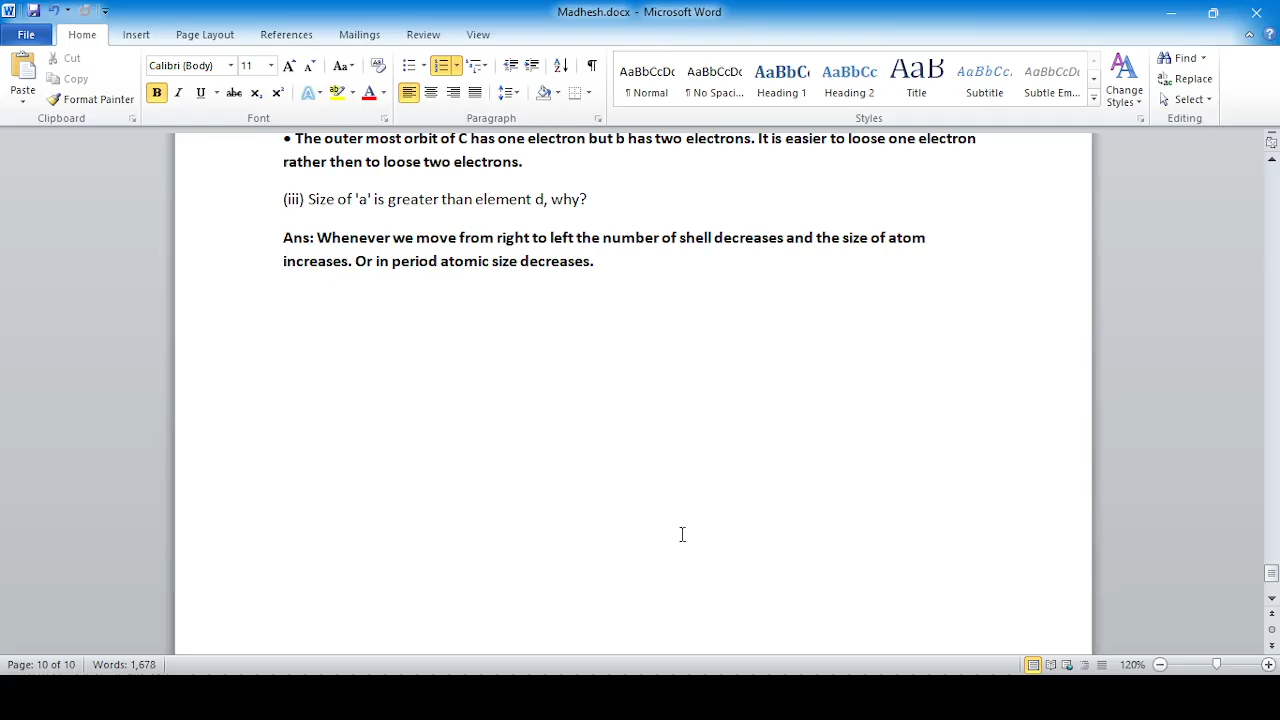 Madhesh.docx - Microsoft Word
File Home Insert Page Layout References Mailings Review View
Paste
Cut
Copy
Format Painter
Clipboard
Calibri (Body) 11
Font
Paragraph
AaBbCcDc AaBbCcDc AaBbC AaBbCc AaB AaBbCc. AaBbCcDc
¶ Normal ¶ No Spaci... Heading 1 Heading 2 Title Subtitle Subtle Em...
Styles
Change Styles
Find
Replace
Select
Editing
• The outer most orbit of C has one electron but b has two electrons. It is easier to loose one electron
rather then to loose two electrons.
(iii) Size of 'a' is greater than element d, why?
Ans: Whenever we move from right to left the number of shell decreases and the size of atom
increases. Or in period atomic size decreases.
Page: 10 of 10 Words: 1,678 120%